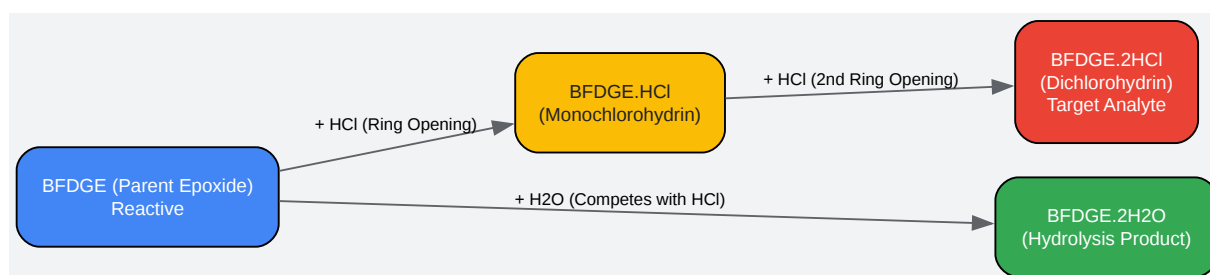 BFDGE (Parent Epoxide)
Reactive
+ HCl (Ring Opening)
BFDGE.HCl
(Monochlorohydrin)
+ HCl (2nd Ring Opening)
BFDGE.2HCl
(Dichlorohydrin)
Target Analyte
+ H2O (Competes with HCl)
BFDGE.2H2O
(Hydrolysis Product)